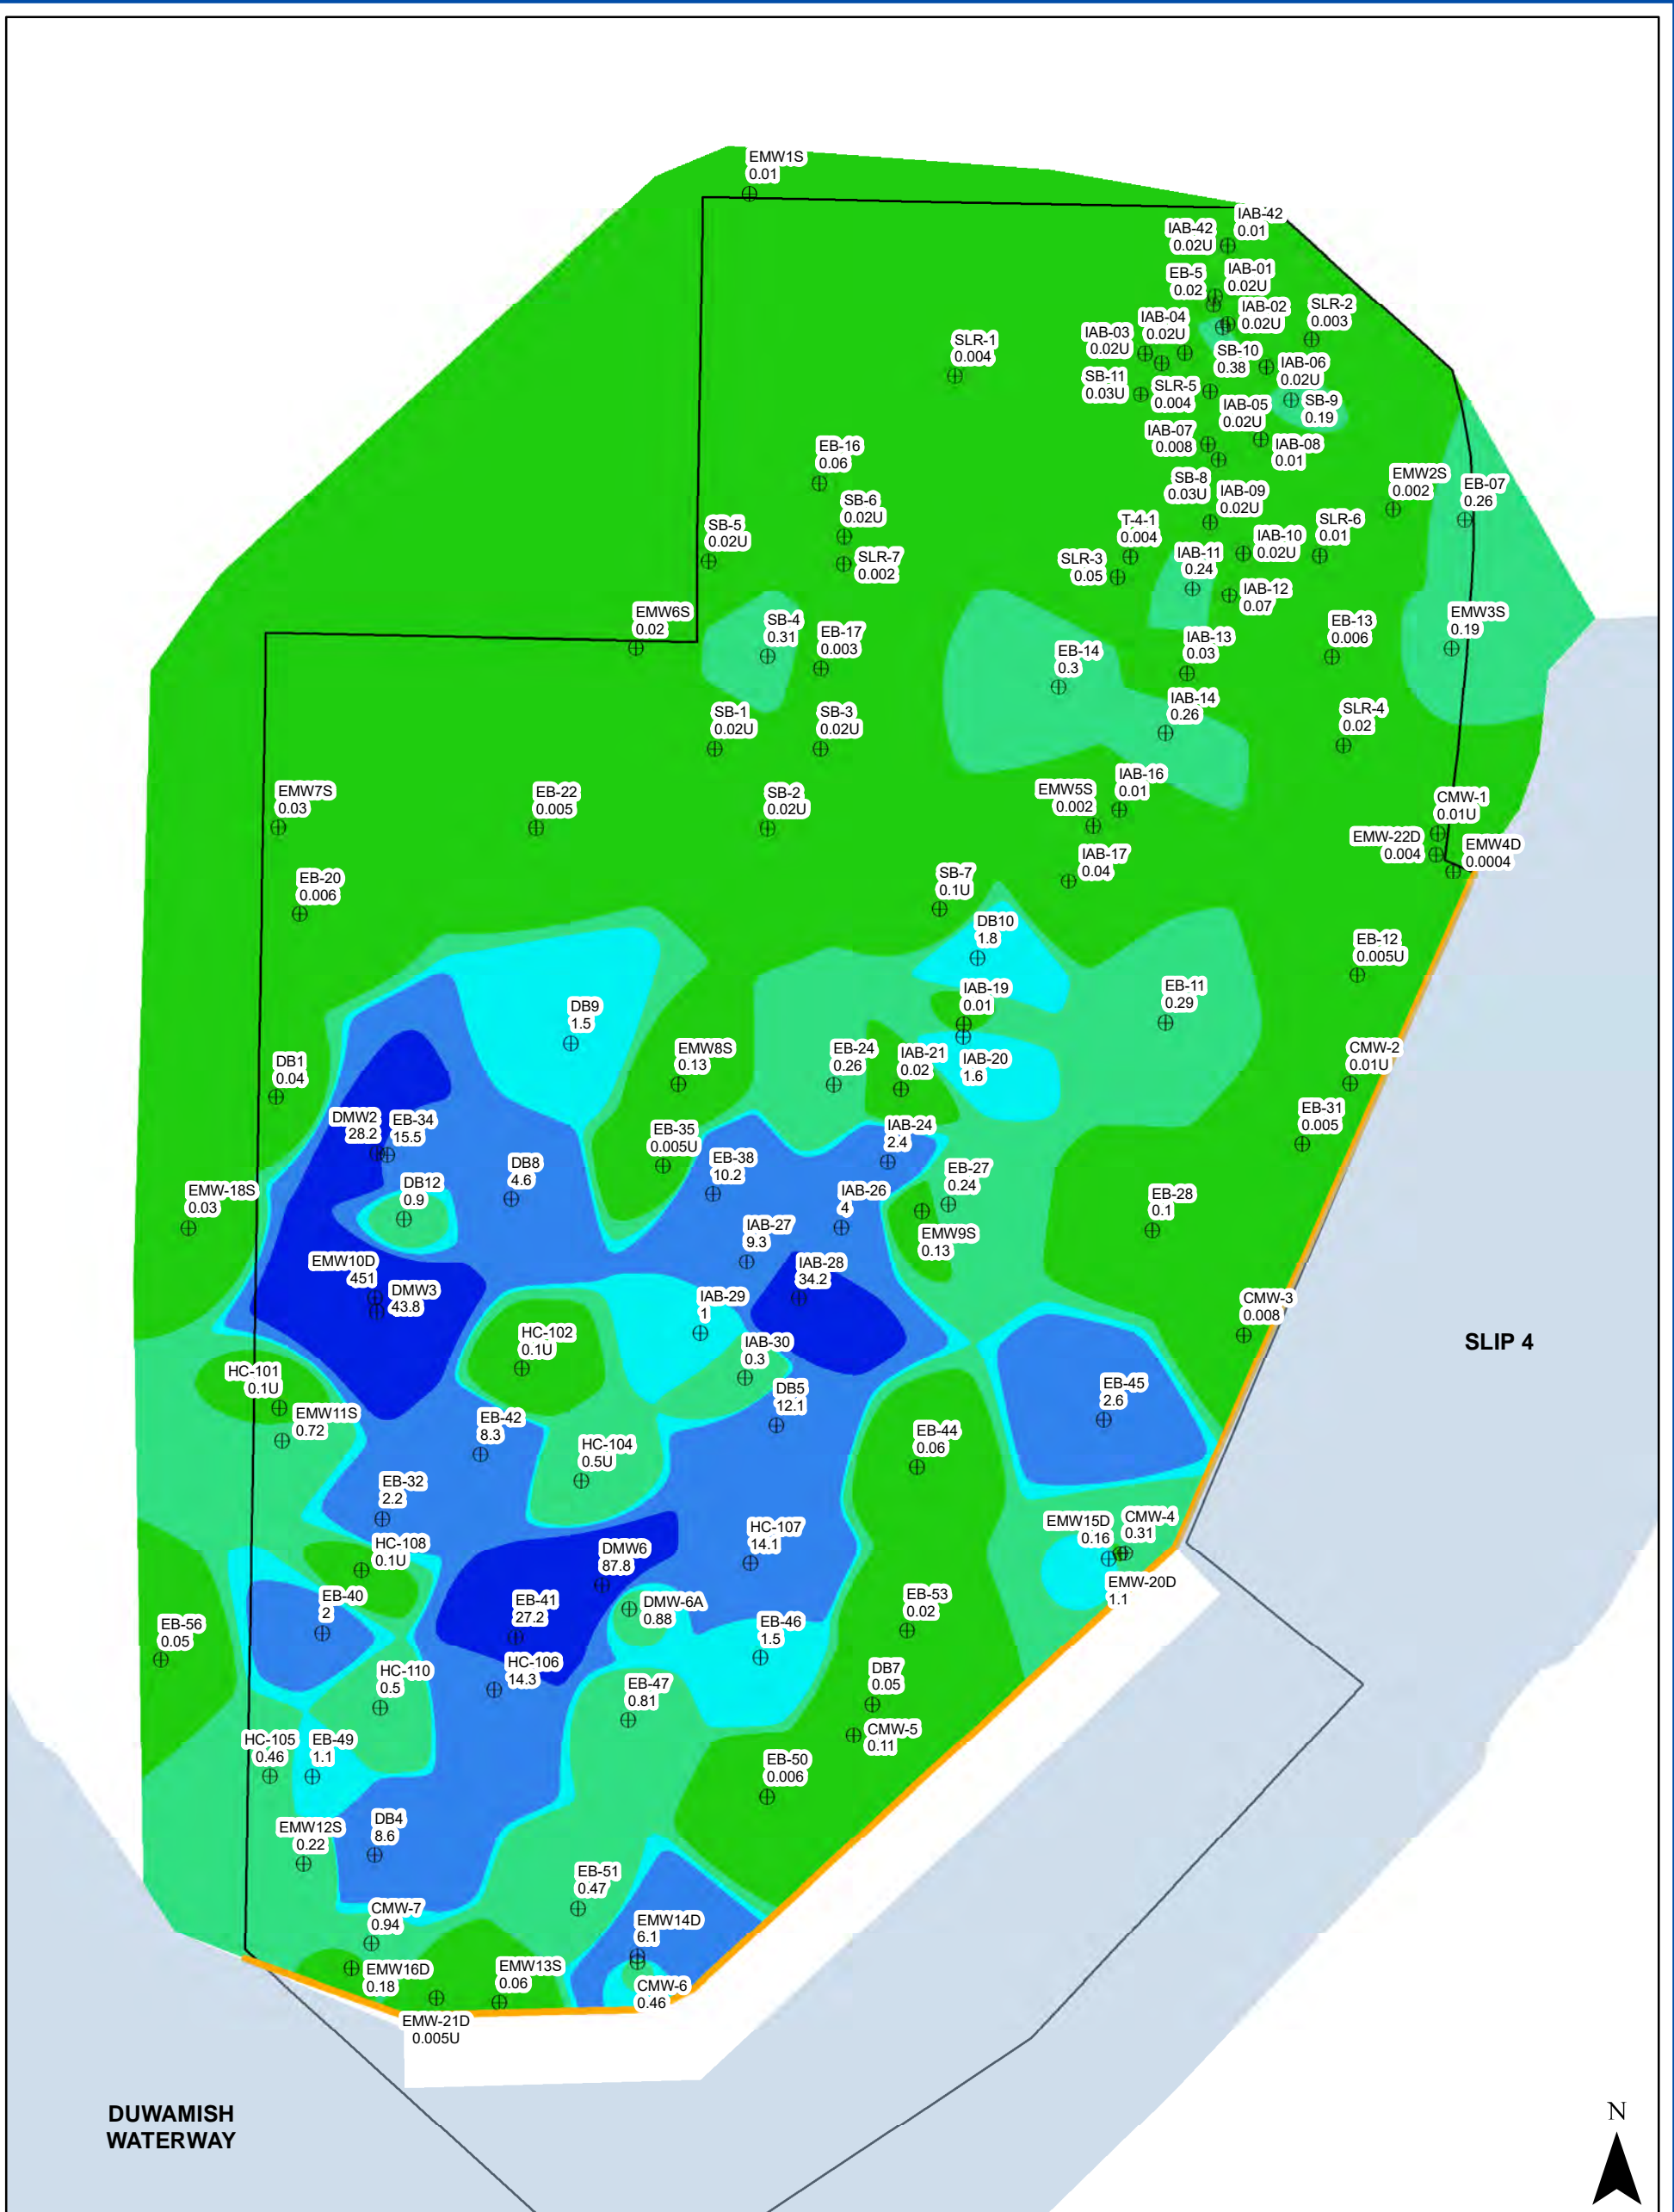 EMW1S
0.01
IAB-42
0.01
IAB-42
0.02U
EB-5
0.02
IAB-01
0.02U
IAB-02
0.02U
SLR-2
0.003
IAB-04
0.02U
IAB-03
0.02U
SLR-1
0.004
SB-10
0.38
IAB-06
0.02U
SB-11
0.03U
SLR-5
0.004
SB-9
0.19
IAB-05
0.02U
IAB-07
0.008
IAB-08
0.01
EB-16
0.06
SB-8
0.03U
IAB-09
0.02U
EMW2S
0.002
EB-07
0.26
SB-6
0.02U
SB-5
0.02U
T-4-1
0.004
SLR-6
0.01
IAB-10
0.02U
SLR-7
0.002
SLR-3
0.05
IAB-11
0.24
IAB-12
0.07
EMW6S
0.02
SB-4
0.31
EB-17
0.003
EB-13
0.006
EMW3S
0.19
IAB-13
0.03
EB-14
0.3
IAB-14
0.26
SLR-4
0.02
SB-1
0.02U
SB-3
0.02U
EMW7S
0.03
EB-22
0.005
SB-2
0.02U
EMW5S
0.002
IAB-16
0.01
CMW-1
0.01U
EMW-22D
0.004
EMW4D
0.0004
IAB-17
0.04
EB-20
0.006
SB-7
0.1U
DB10
1.8
EB-12
0.005U
IAB-19
0.01
EB-11
0.29
DB9
1.5
EMW8S
0.13
EB-24
0.26
IAB-21
0.02
IAB-20
1.6
CMW-2
0.01U
DB1
0.04
EB-31
0.005
DMW2
28.2
EB-34
15.5
EB-35
0.005U
IAB-24
2.4
DB8
4.6
EB-38
10.2
EB-27
0.24
DB12
0.9
EMW-18S
0.03
IAB-26
4
EB-28
0.1
IAB-27
9.3
EMW9S
0.13
EMW10D
451
DMW3
43.8
IAB-28
34.2
IAB-29
1
CMW-3
0.008
HC-102
0.1U
IAB-30
0.3
SLIP 4
HC-101
0.1U
DB5
12.1
EB-45
2.6
EMW11S
0.72
EB-42
8.3
EB-44
0.06
HC-104
0.5U
EB-32
2.2
HC-107
14.1
EMW15D
0.16
CMW-4
0.31
HC-108
0.1U
DMW6
87.8
EMW-20D
1.1
EB-40
2
EB-41
27.2
DMW-6A
0.88
EB-53
0.02
EB-56
0.05
EB-46
1.5
HC-110
0.5
HC-106
14.3
EB-47
0.81
DB7
0.05
HC-105
0.46
EB-49
1.1
CMW-5
0.11
EB-50
0.006
EMW12S
0.22
DB4
8.6
EB-51
0.47
CMW-7
0.94
EMW14D
6.1
EMW16D
0.18
EMW13S
0.06
CMW-6
0.46
EMW-21D
0.005U
DUWAMISH
WATERWAY
N